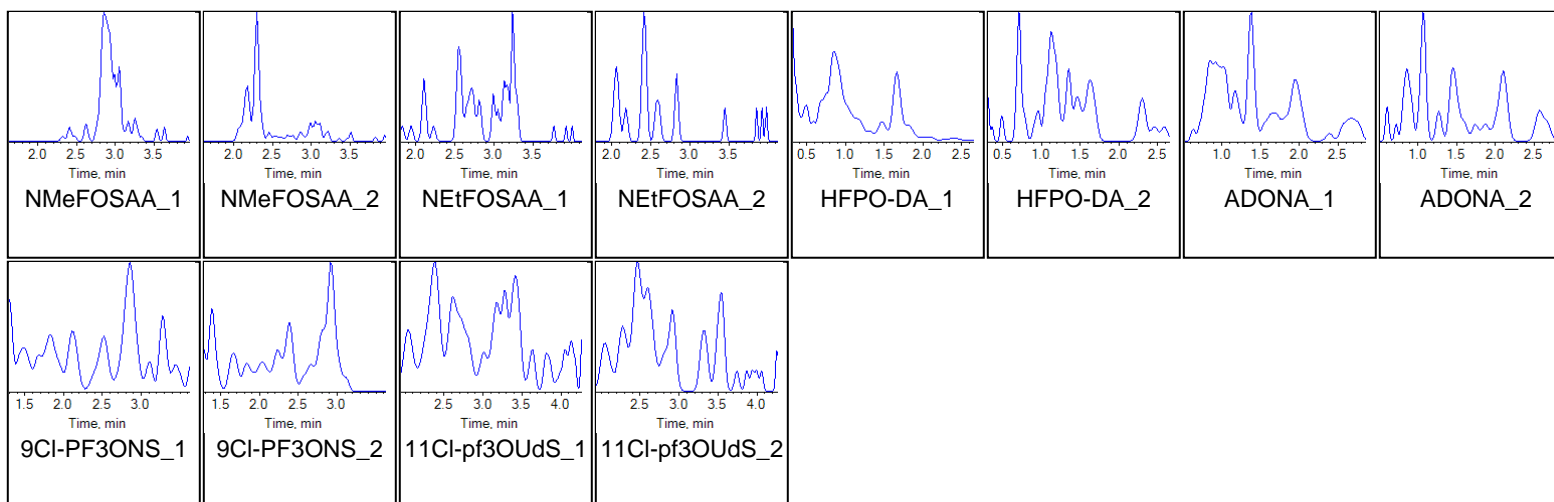 2.0 3.0 3.5
Time, min
NMeFOSAA_1
2.0 3.0 3.5
Time, min
NMeFOSAA_2
2.0 2.5 3.0 3.5
Time, min
NEtFOSAA_1
2.0 2.5 3.0 3.5
Time, min
NEtFOSAA_2
0.5 1.0 1.5 2.0 2.5
Time, min
HFPO-DA_1
0.5 1.0 1.5 2.0 2.5
Time, min
HFPO-DA_2
1.0 1.5 2.0 2.5
Time, min
ADONA_1
1.0 1.5 2.0 2.5
Time, min
ADONA_2
1.5 2.0 2.5 3.0
Time, min
9Cl-PF3ONS_1
1.5 2.0 2.5 3.0
Time, min
9Cl-PF3ONS_2
2.5 3.0 3.5 4.0
Time, min
11Cl-pf3OUdS_1
2.5 3.0 3.5 4.0
Time, min
11Cl-pf3OUdS_2